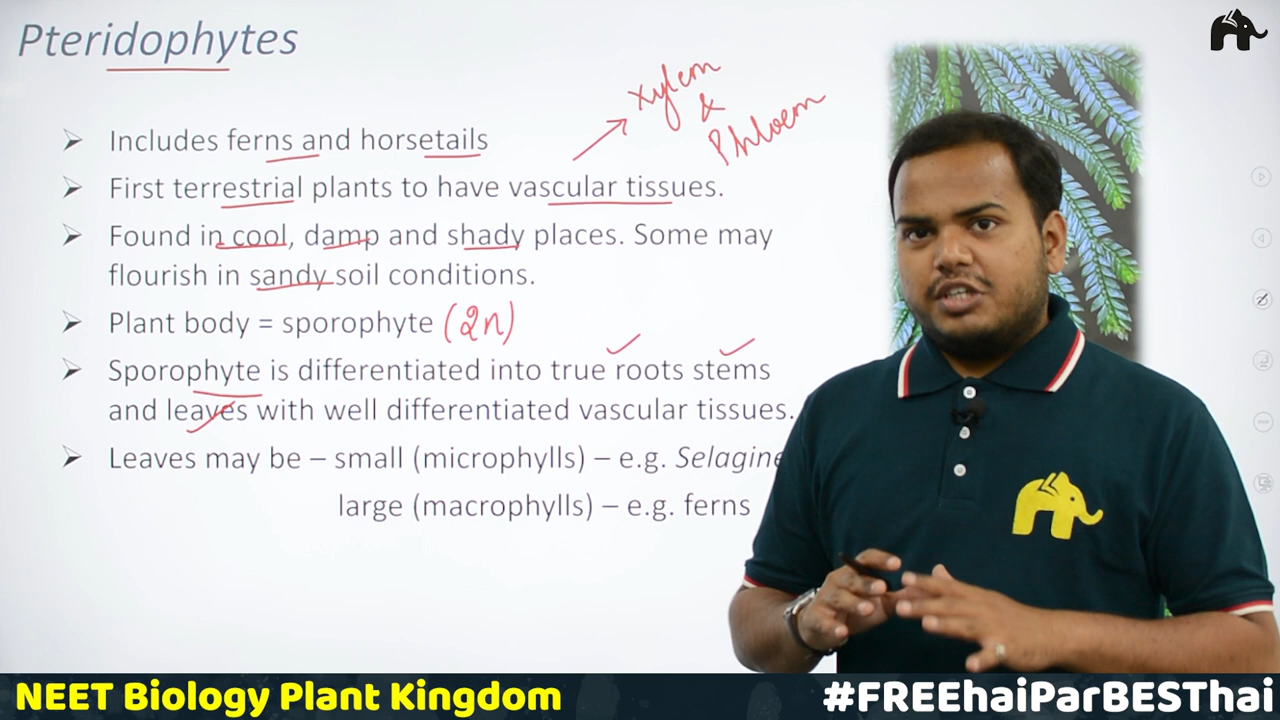 Pteridophytes
xylem
&
Phloem
➤ Includes ferns and horsetails
➤ First terrestrial plants to have vascular tissues.
➤ Found in cool, damp and shady places. Some may
flourish in sandy soil conditions.
➤ Plant body = sporophyte (2n)
➤ Sporophyte is differentiated into true roots stems
and leaves with well differentiated vascular tissues.
➤ Leaves may be – small (microphylls) – e.g. Selagine
large (macrophylls) – e.g. ferns
NEET Biology Plant Kingdom
#FREEhaiParBESThai